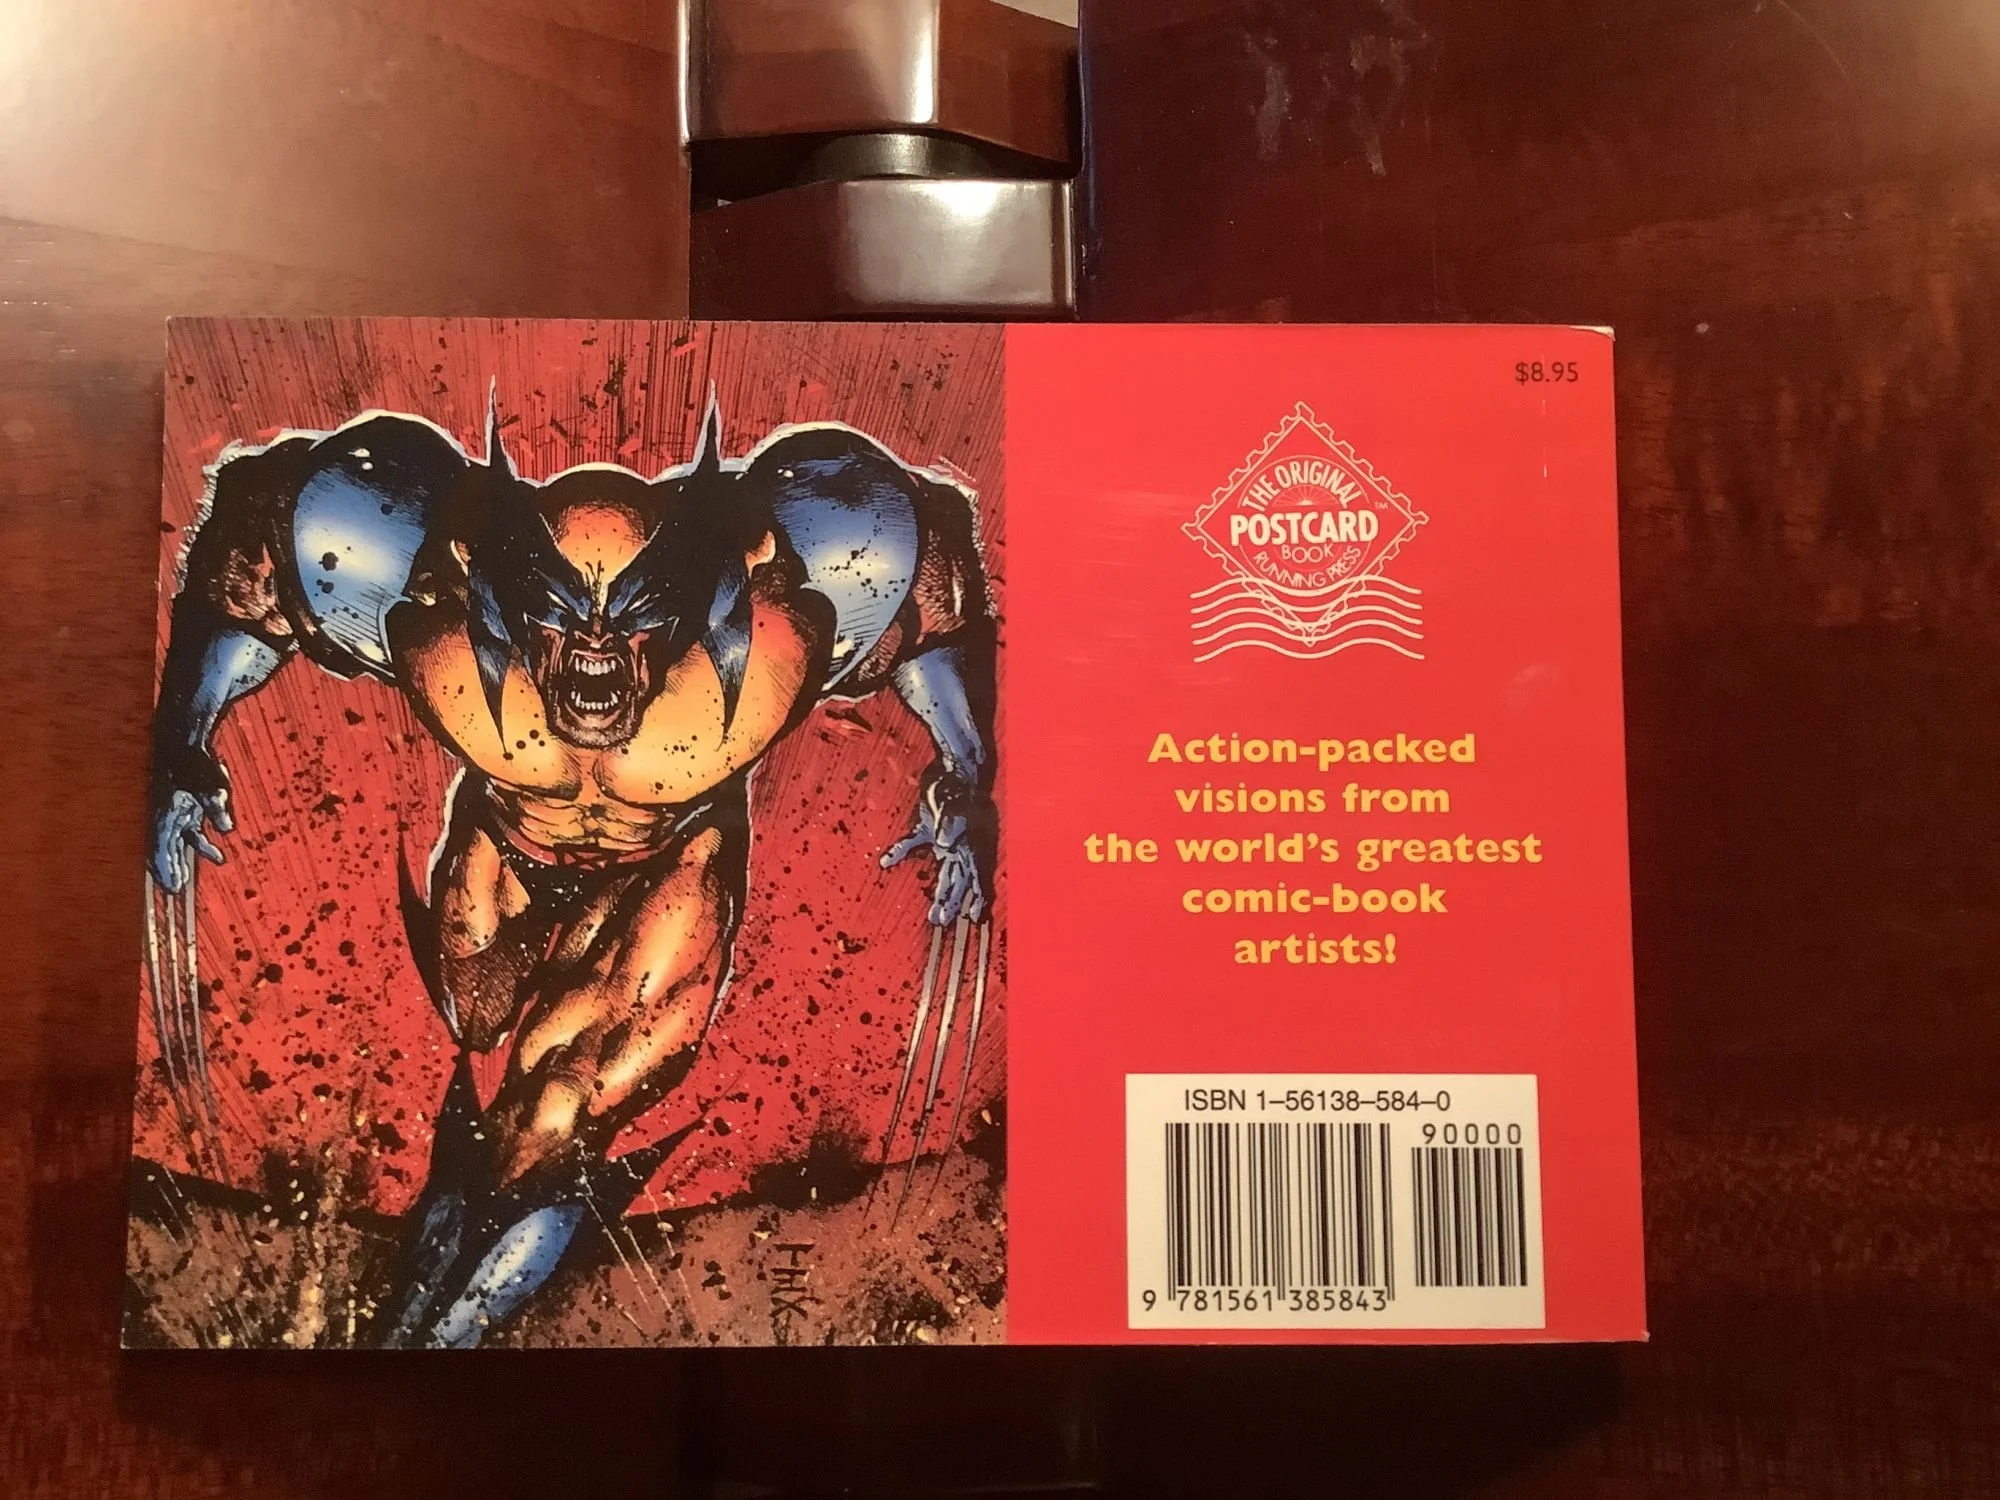 $8.95
THE ORIGINAL
POSTCARD™
BOOK
RUNNING PRESS
Action-packed
visions from
the world's greatest
comic-book
artists!
ISBN 1–56138–584–0
90000
9 781561 385843